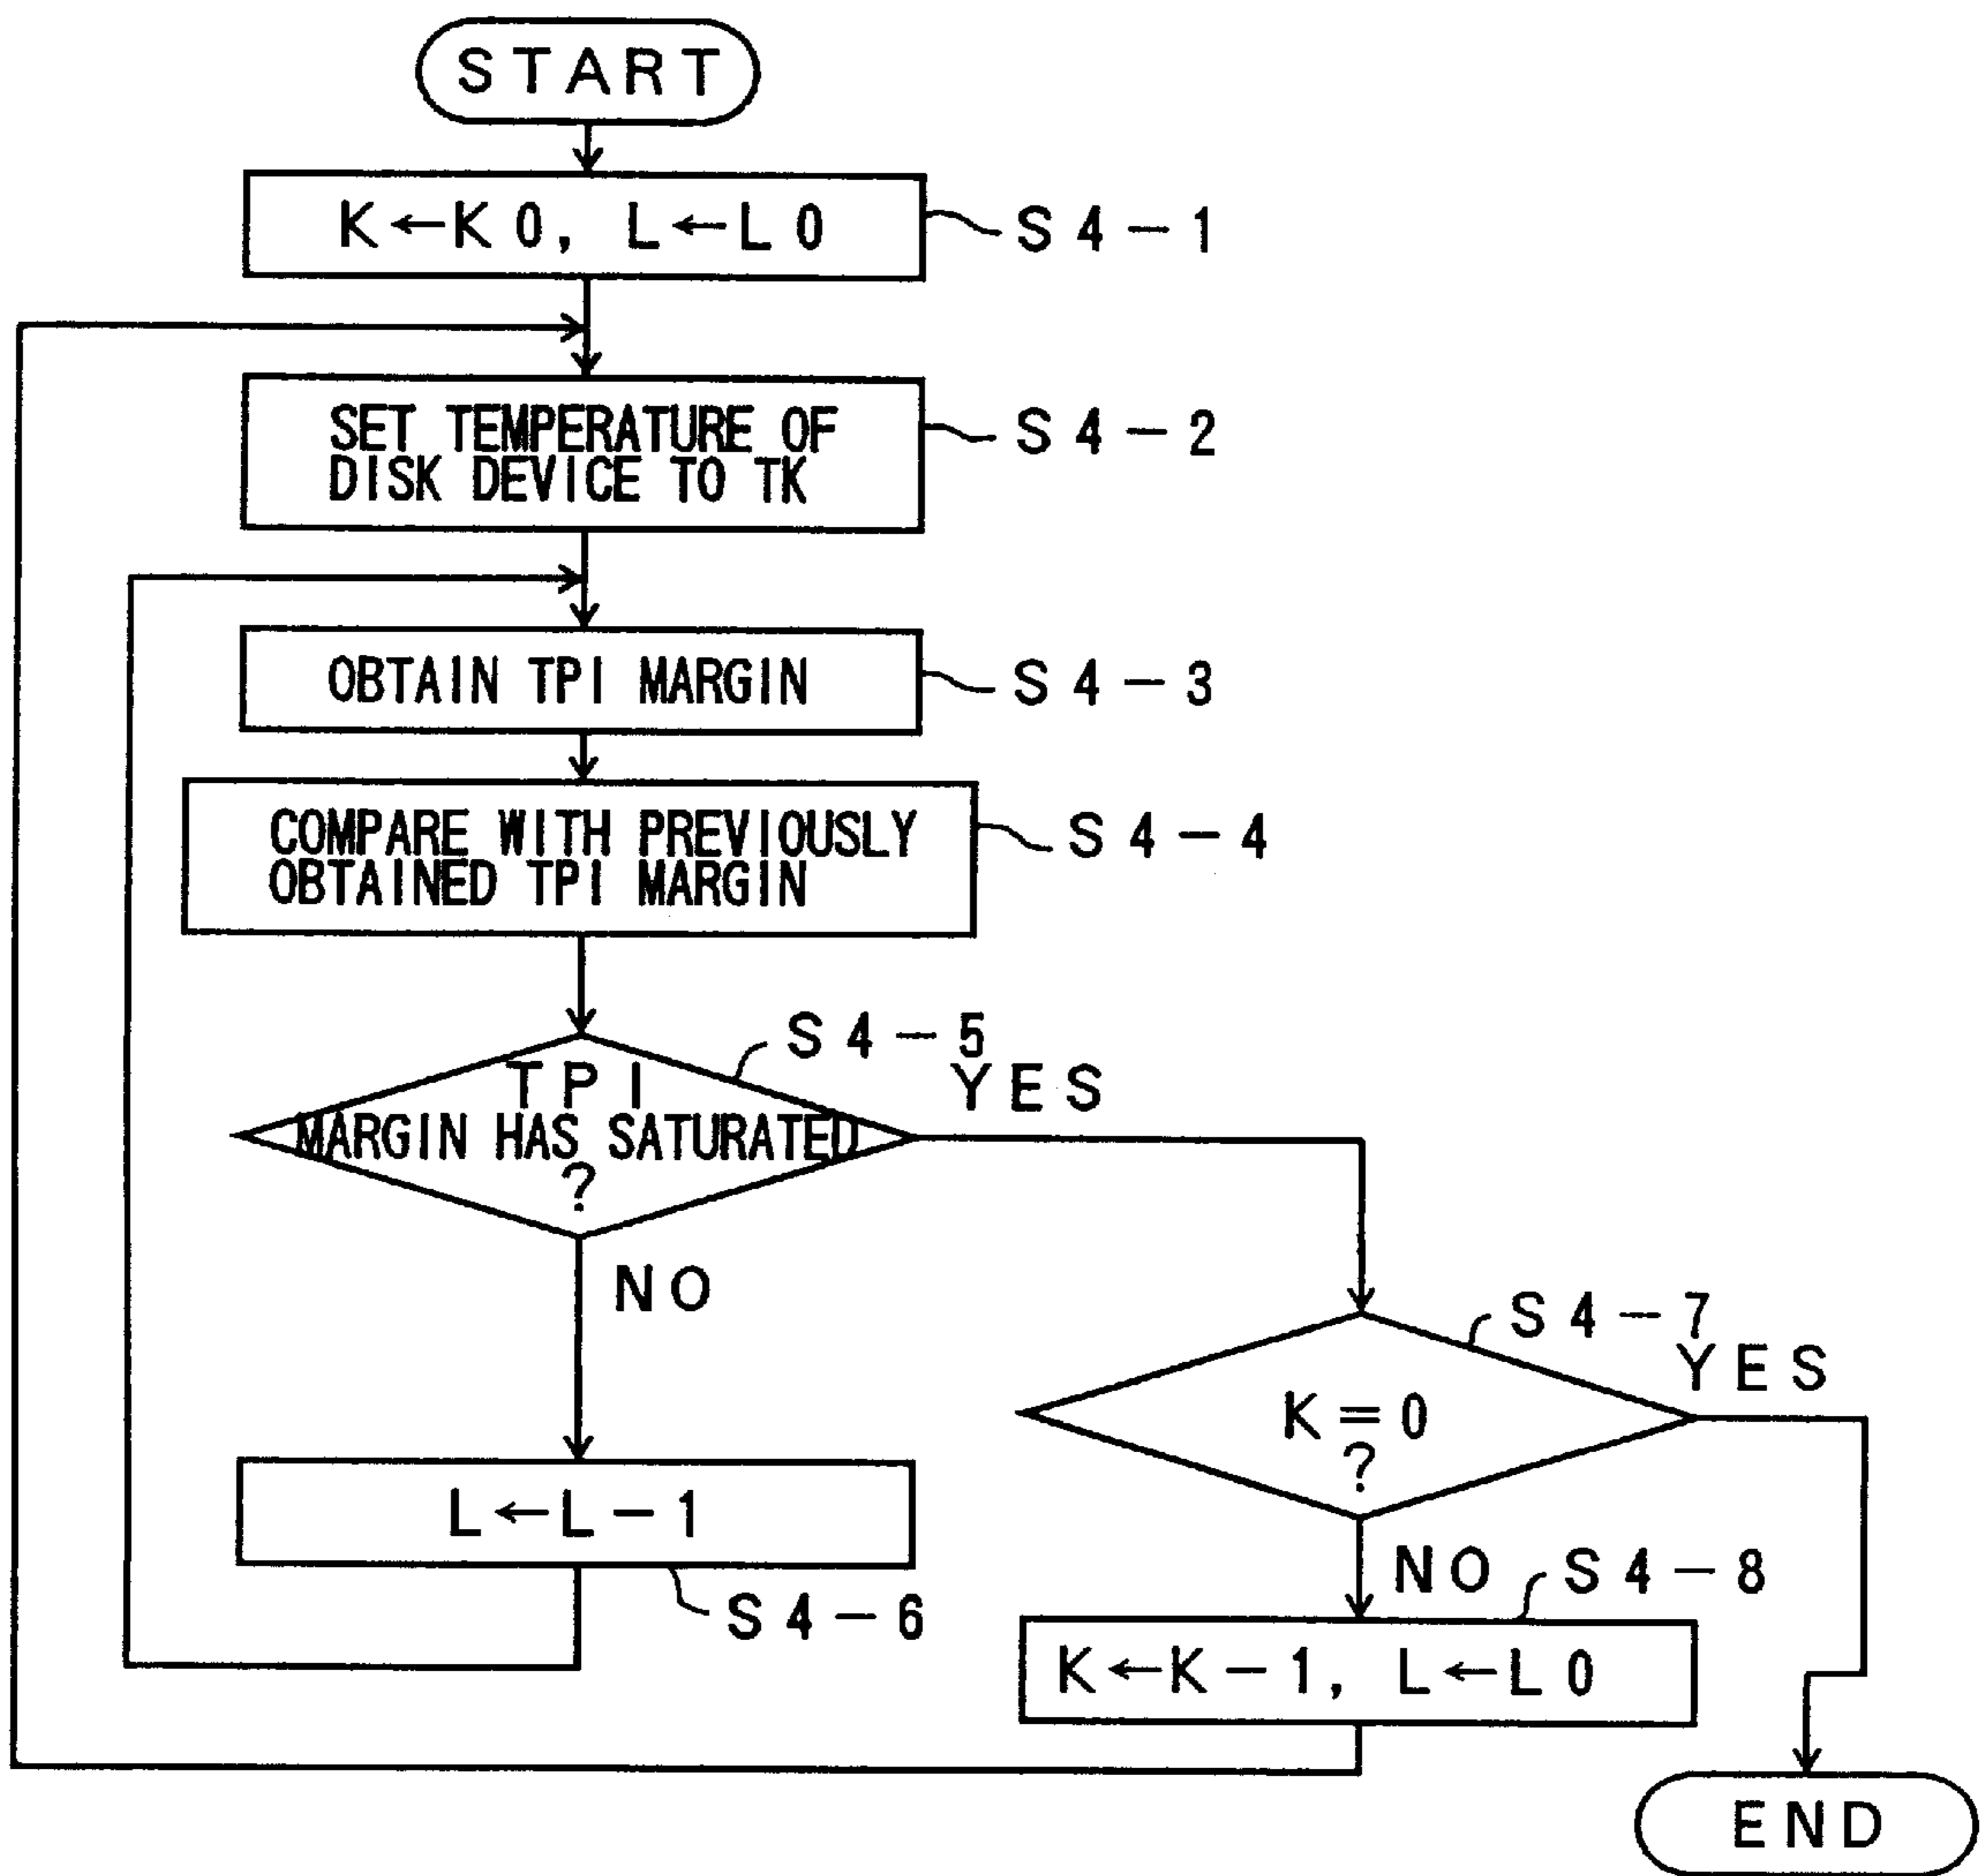 START
K←K0, L←L0
S4-1
SET TEMPERATURE OF
DISK DEVICE TO TK
S4-2
OBTAIN TPI MARGIN
S4-3
COMPARE WITH PREVIOUSLY
OBTAINED TPI MARGIN
S4-4
S4-5
TPI
MARGIN HAS SATURATED
?
YES
NO
L←L-1
S4-6
S4-7
K=0
?
YES
NO
S4-8
K←K-1, L←L0
END